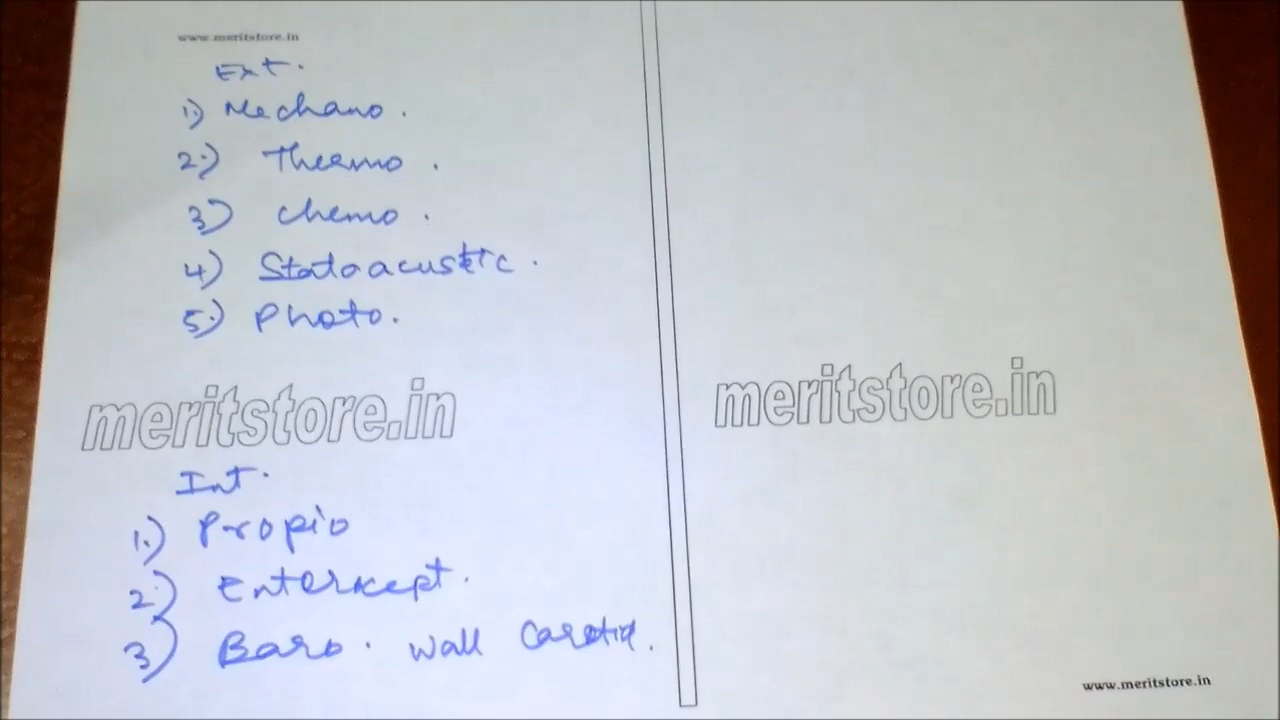 www.meritstore.in
Ext.
1.) Mechano.
2.) Thermo.
3) Chemo.
4) Statoacustic.
5.) Photo.
meritstore.in
Int.
1.) Propio
2.) Entercept.
3) Baro. Wall Carotid.
meritstore.in
www.meritstore.in